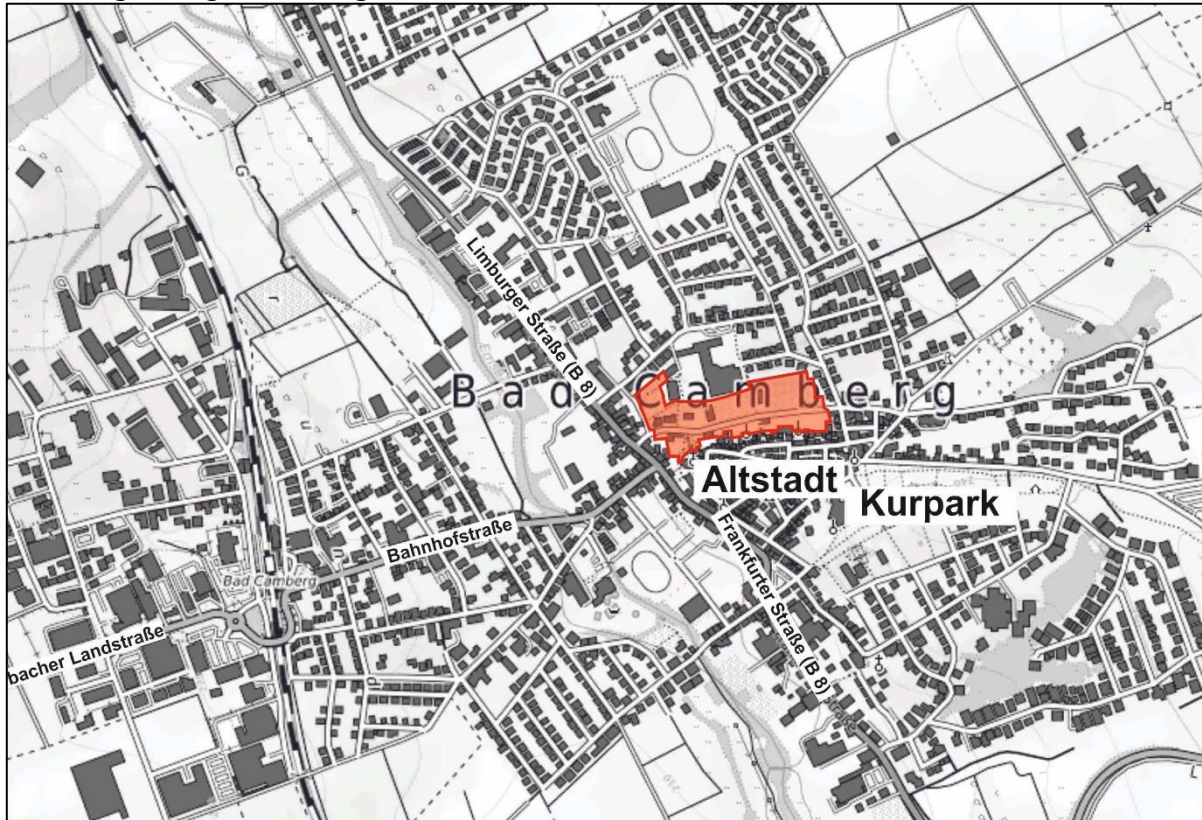 Limburger Straße (B 8)
Bad Camberg
Altstadt
Kurpark
Bahnhofstraße
Frankfurter Straße (B 8)
Bad Camberg
bacher Landstraße